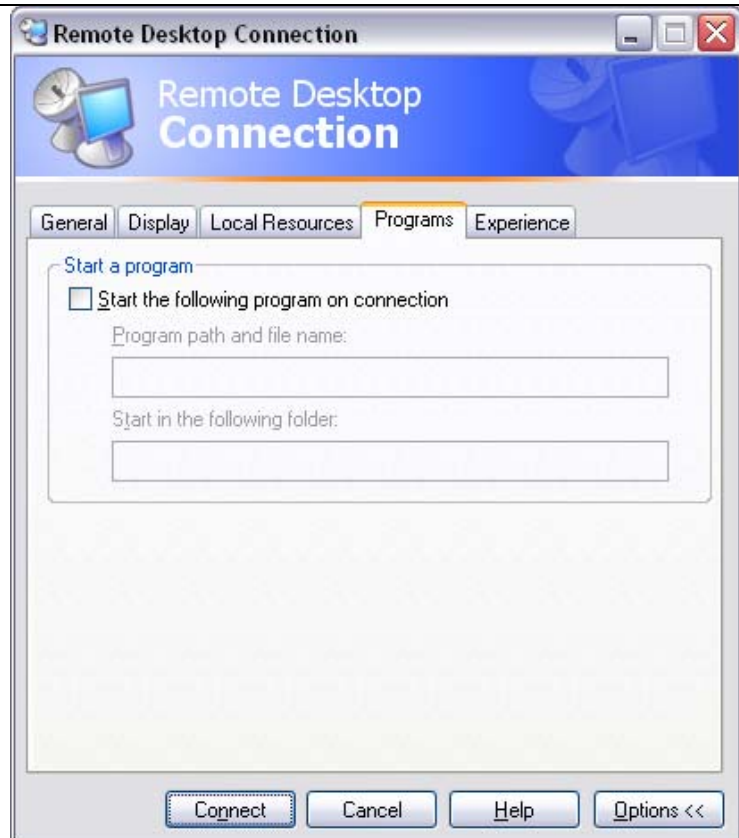 Remote Desktop Connection
Remote Desktop
Connection
General Display Local Resources Programs Experience
Start a program
Start the following program on connection
Program path and file name:
Start in the following folder:
Connect Cancel Help Options <<